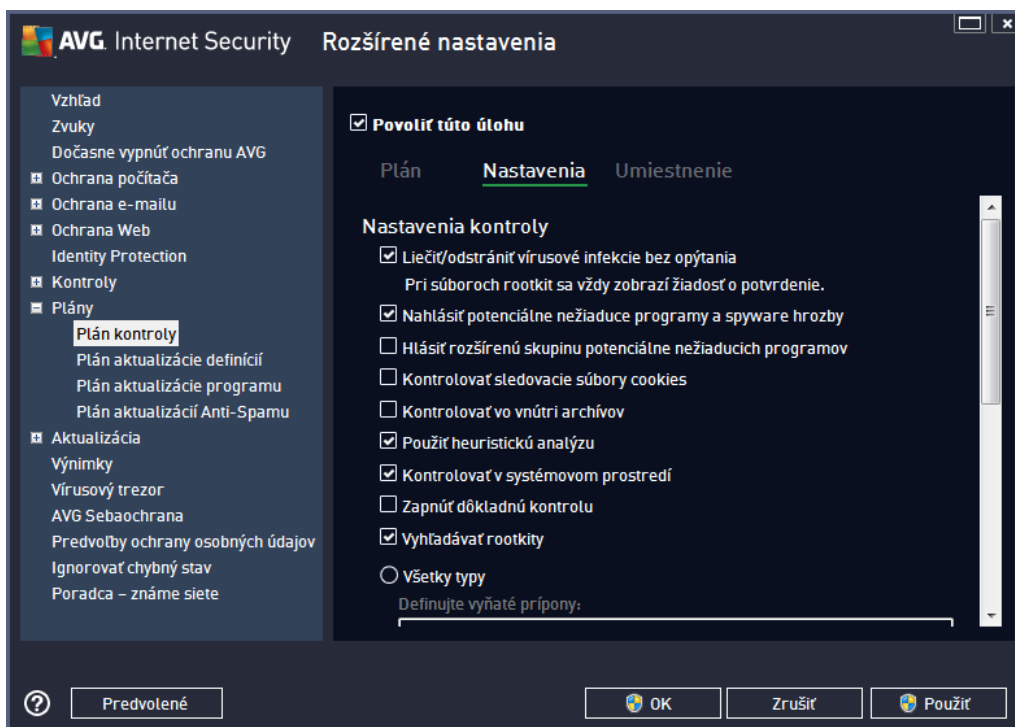 AVG. Internet Security Rozšírené nastavenia
Vzhľad
Zvuky
Dočasne vypnúť ochranu AVG
Ochrana počítača
Ochrana e-mailu
Ochrana Web
Identity Protection
Kontroly
Plány
Plán kontroly
Plán aktualizácie definícií
Plán aktualizácie programu
Plán aktualizácií Anti-Spamu
Aktualizácia
Výnimky
Vírusový trezor
AVG Sebaochrana
Predvoľby ochrany osobných údajov
Ignorovať chybný stav
Poradca – známe siete
Povoliť túto úlohu
Plán Nastavenia Umiestnenie
Nastavenia kontroly
Liečiť/odstrániť vírusové infekcie bez opýtania
Pri súboroch rootkit sa vždy zobrazí žiadosť o potvrdenie.
Nahlásiť potenciálne nežiaduce programy a spyware hrozby
Hlásiť rozšírenú skupinu potenciálne nežiaducich programov
Kontrolovať sledovacie súbory cookies
Kontrolovať vo vnútri archívov
Použiť heuristickú analýzu
Kontrolovať v systémovom prostredí
Zapnúť dôkladnú kontrolu
Vyhľadávať rootkity
Všetky typy
Definujte vyňaté prípony:
? Predvolené OK Zrušiť Použiť